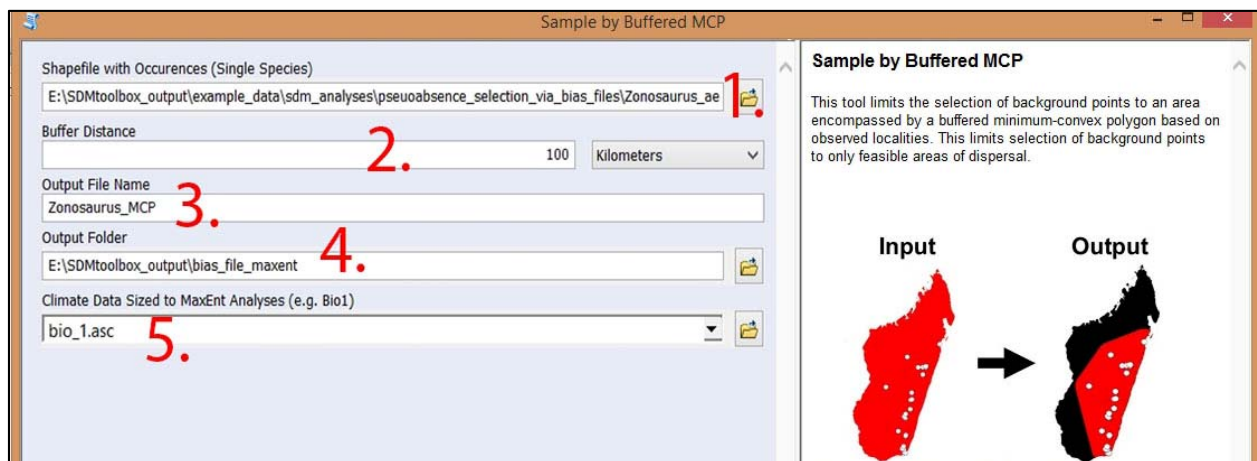 Sample by Buffered MCP
Shapefile with Occurences (Single Species)
1.
E:\SDMtoolbox_output\example_data\sdm_analyses\pseuoabsence_selection_via_bias_files\Zonosaurus_ae
Buffer Distance
2.
100 Kilometers
Output File Name
3.
Zonosaurus_MCP
Output Folder
4.
E:\SDMtoolbox_output\bias_file_maxent
Climate Data Sized to MaxEnt Analyses (e.g. Bio1)
bio_1.asc
5.
Sample by Buffered MCP
This tool limits the selection of background points to an area
encompassed by a buffered minimum-convex polygon based on
observed localities. This limits selection of background points
to only feasible areas of dispersal.
Input Output